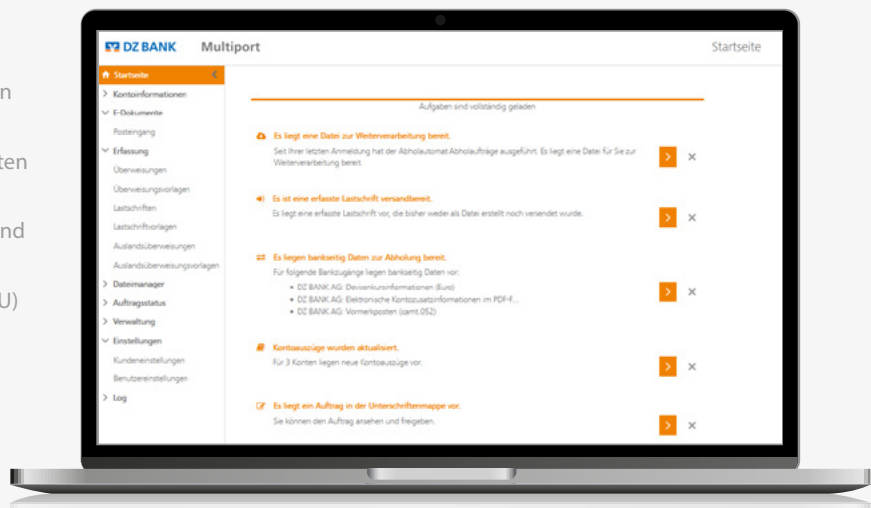 n
ten
nd
U)
DZ BANK Multiport Startseite
Startseite
Kontoinformationen
E-Dokumente
Posteingang
Erfassung
Überweisungen
Überweisungsvorlagen
Lastschriften
Lastschriftvorlagen
Auslandsüberweisungen
Auslandsüberweisungsvorlagen
Dateimanager
Auftragsstatus
Verwaltung
Einstellungen
Kundeneinstellungen
Benutzereinstellungen
Log
Aufgaben sind vollständig geladen
Es liegt eine Datei zur Weiterverarbeitung bereit.
Seit Ihrer letzten Anmeldung hat der Abholautomat Abholaufträge ausgeführt. Es liegt eine Datei für Sie zur
Weiterverarbeitung bereit.
Es ist eine erfasste Lastschrift versandbereit.
Es liegt eine erfasste Lastschrift vor, die bisher weder als Datei erstellt noch versendet wurde.
Es liegen bankseitig Daten zur Abholung bereit.
Für folgende Bankzugänge liegen bankseitig Daten vor:
• DZ BANK AG: Devisenkursinformationen (Euro)
• DZ BANK AG: Elektronische Kontozusatzinformationen im PDF-F...
• DZ BANK AG: Vormerkposten (camt.052)
Kontoauszüge wurden aktualisiert.
Für 3 Konten liegen neue Kontoauszüge vor.
Es liegt ein Auftrag in der Unterschriftenmappe vor.
Sie können den Auftrag ansehen und freigeben.